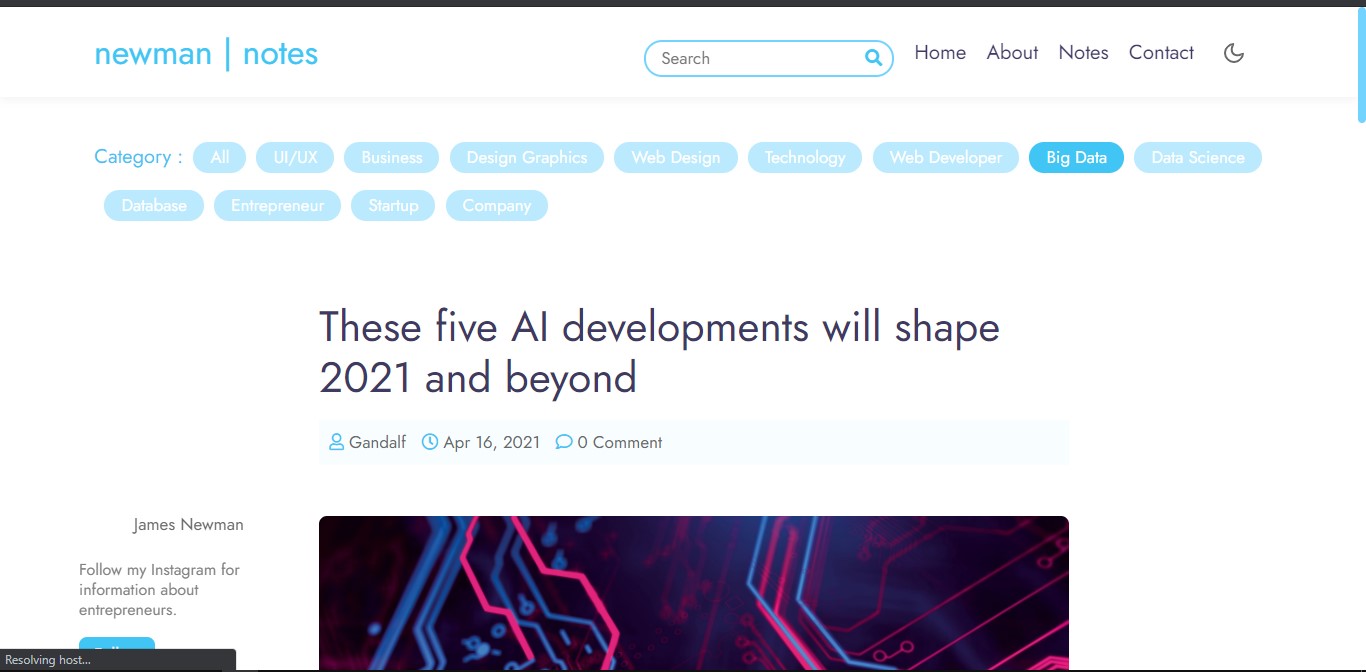 newman | notes
Search
Home About Notes Contact
Category : All UI/UX Business Design Graphics Web Design Technology Web Developer Big Data Data Science
Database Entrepreneur Startup Company
These five AI developments will shape
2021 and beyond
Gandalf Apr 16, 2021 0 Comment
James Newman
Follow my Instagram for
information about
entrepreneurs.
Resolving host...